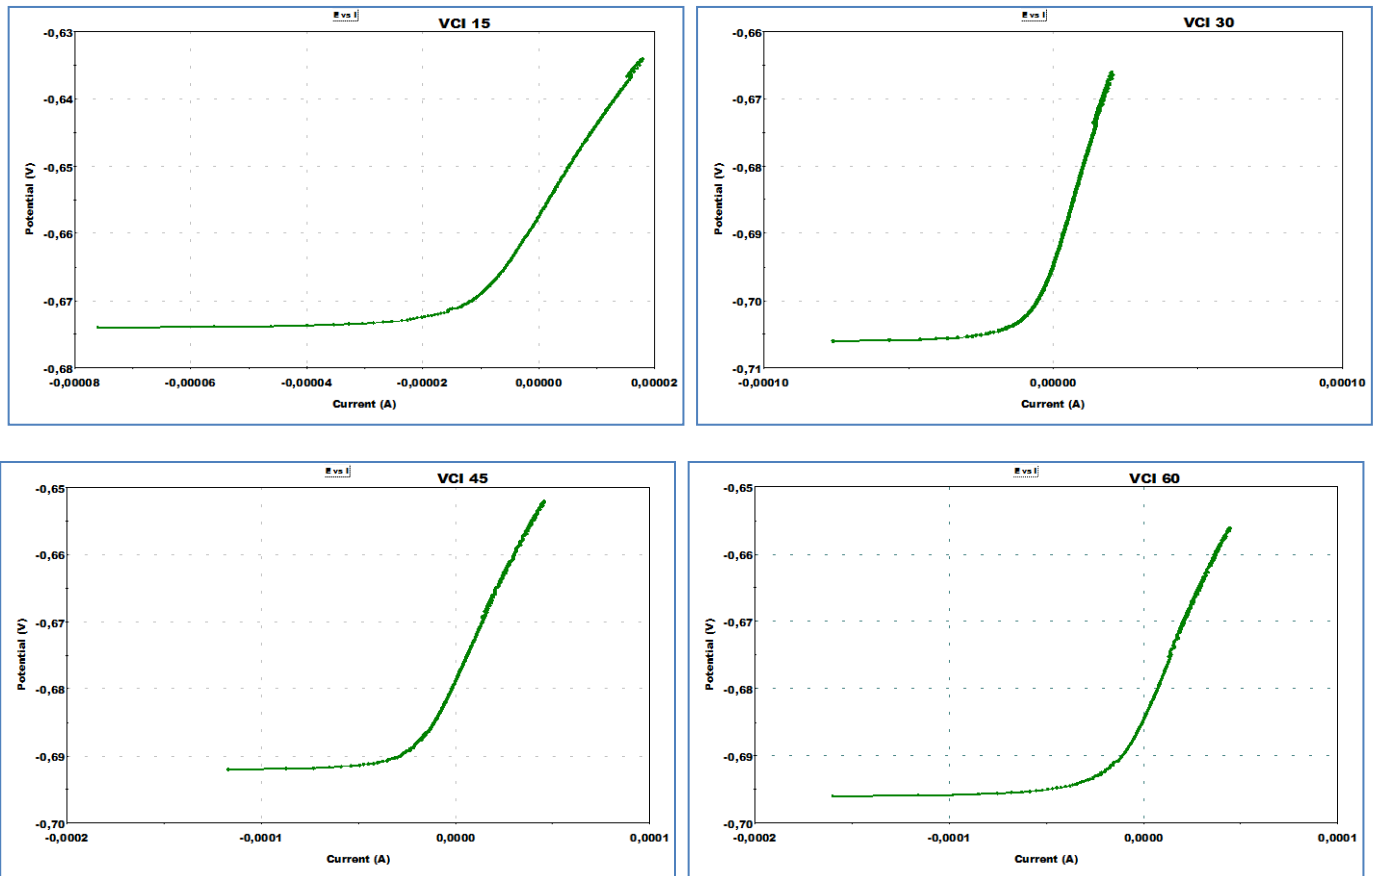 E vs I
VCI 15
-0,63
-0,64
-0,65
-0,66
-0,67
-0,68
Potential (V)
-0,00008
-0,00006
-0,00004
-0,00002
0,00000
0,00002
Current (A)
E vs I
VCI 30
-0,66
-0,67
-0,68
-0,69
-0,70
-0,71
Potential (V)
-0,00010
0,00000
0,00010
Current (A)
E vs I
VCI 45
-0,65
-0,66
-0,67
-0,68
-0,69
-0,70
Potential (V)
-0,0002
-0,0001
0,0000
0,0001
Current (A)
E vs I
VCI 60
-0,65
-0,66
-0,67
-0,68
-0,69
-0,70
Potential (V)
-0,0002
-0,0001
0,0000
0,0001
Current (A)